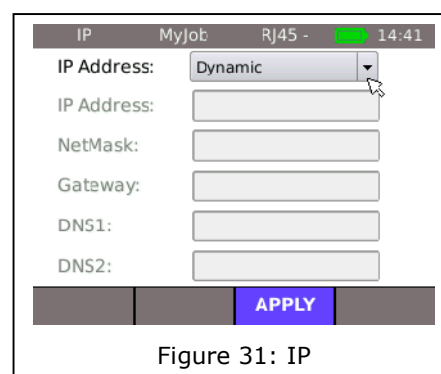 IP MyJob RJ45 - 14:41
IP Address: Dynamic
IP Address:
NetMask:
Gateway:
DNS1:
DNS2:
APPLY
Figure 31: IP